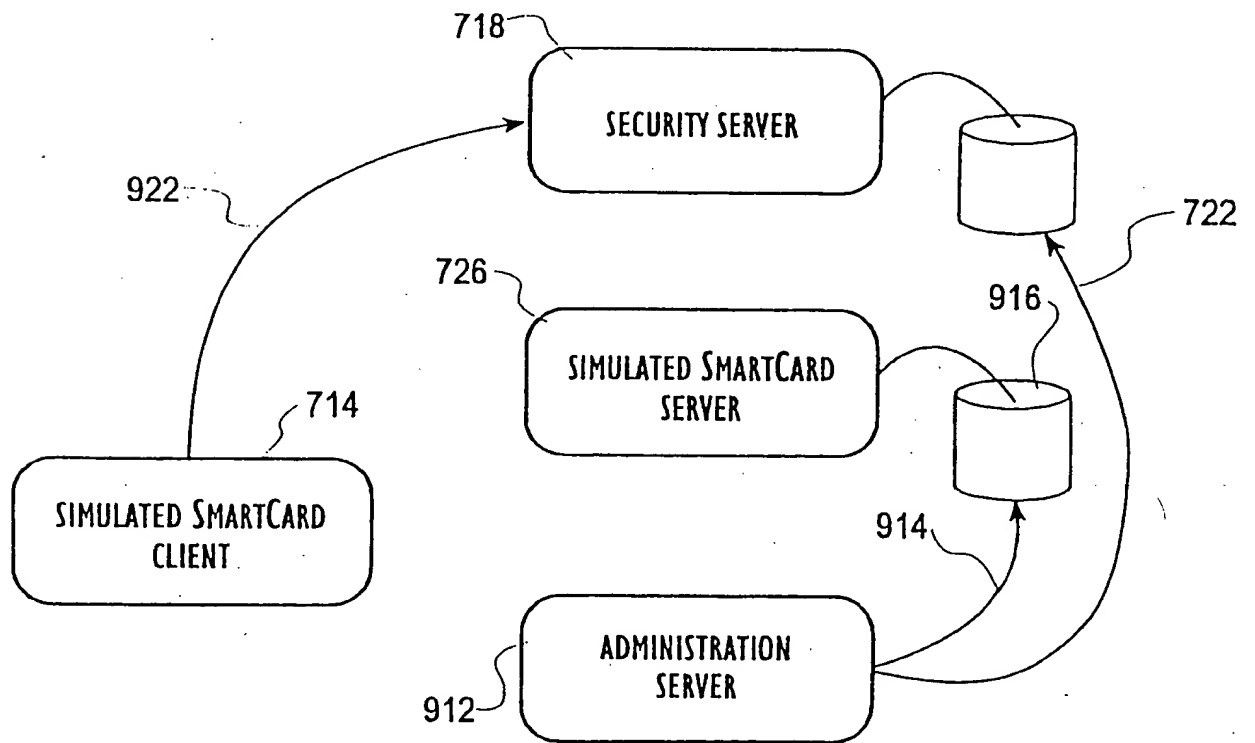 718
SECURITY SERVER
922
722
726
916
SIMULATED SMARTCARD
SERVER
714
SIMULATED SMARTCARD
CLIENT
914
ADMINISTRATION
SERVER
912